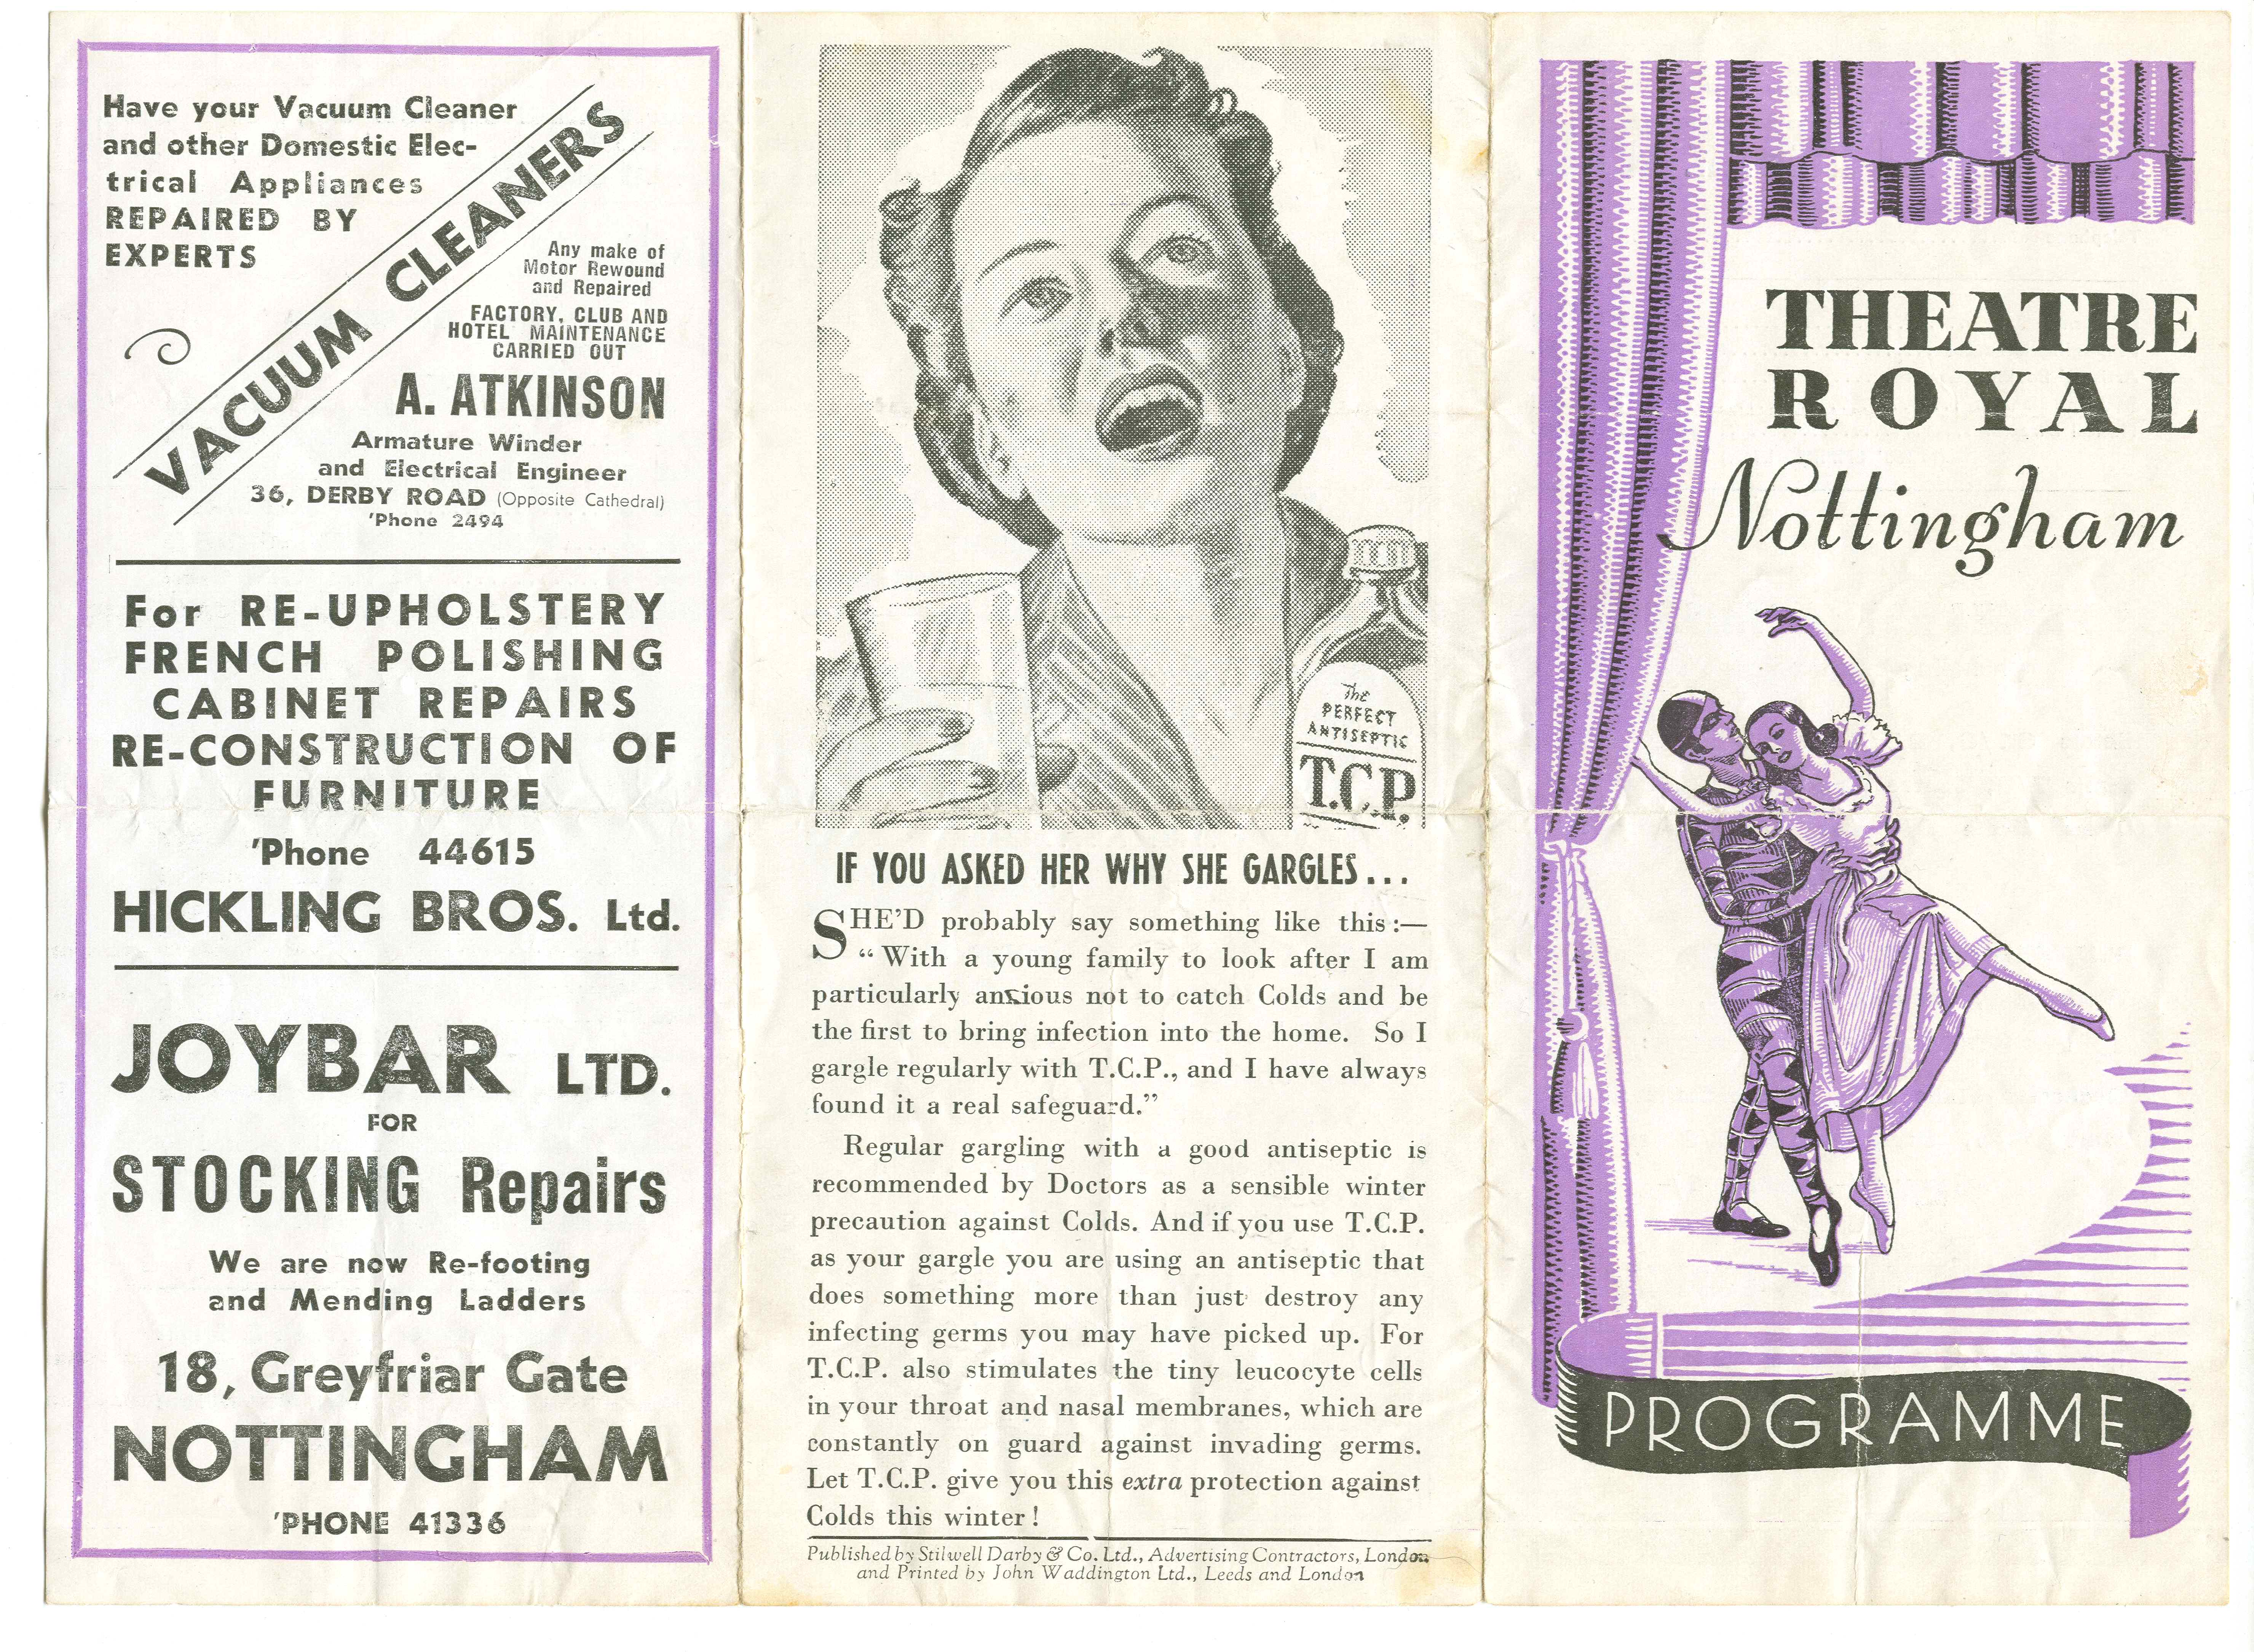 Have your Vacuum Cleaner
and other Domestic Elec-
trical Appliances
REPAIRED BY
EXPERTS
VACUUM CLEANERS
Any make of
Motor Rewound
and Repaired
FACTORY, CLUB AND
HOTEL MAINTENANCE
CARRIED OUT
A. ATKINSON
Armature Winder
and Electrical Engineer
36, DERBY ROAD (Opposite Cathedral)
'Phone 2494
For RE-UPHOLSTERY
FRENCH POLISHING
CABINET REPAIRS
RE-CONSTRUCTION OF
FURNITURE
'Phone 44615
HICKLING BROS. Ltd.
JOYBAR LTD.
FOR
STOCKING Repairs
We are now Re-footing
and Mending Ladders
18, Greyfriar Gate
NOTTINGHAM
'PHONE 41336
The
PERFECT
ANTISEPTIC
T.C.P.
IF YOU ASKED HER WHY SHE GARGLES...
SHE'D probably say something like this:—
“With a young family to look after I am
particularly anxious not to catch Colds and be
the first to bring infection into the home. So I
gargle regularly with T.C.P., and I have always
found it a real safeguard.”
Regular gargling with a good antiseptic is
recommended by Doctors as a sensible winter
precaution against Colds. And if you use T.C.P.
as your gargle you are using an antiseptic that
does something more than just destroy any
infecting germs you may have picked up. For
T.C.P. also stimulates the tiny leucocyte cells
in your throat and nasal membranes, which are
constantly on guard against invading germs.
Let T.C.P. give you this extra protection against
Colds this winter!
Published by Stilwell Darby & Co. Ltd., Advertising Contractors, London
and Printed by John Waddington Ltd., Leeds and London
THEATRE
ROYAL
Nottingham
PROGRAMME